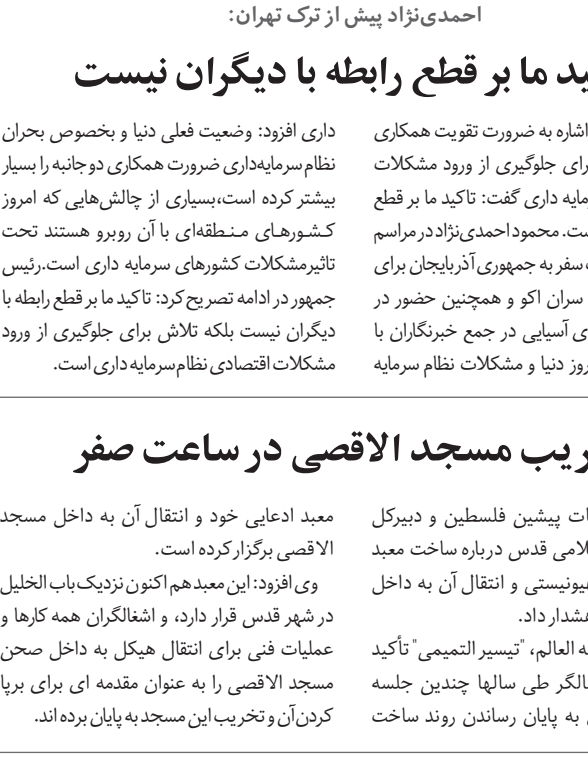 احمدی‌نژاد پیش از ترک تهران:
ید ما بر قطع رابطه با دیگران نیست
اشاره به ضرورت تقویت همکاری
رای جلوگیری از ورود مشکلات
مایه داری گفت: تاکید ما بر قطع
ست. محمود احمدی‌نژاد در مراسم
سفر به جمهوری آذربایجان برای
سران اکو و همچنین حضور در
ی آسیایی در جمع خبرنگاران با
روز دنیا و مشکلات نظام سرمایه
داری افزود: وضعیت فعلی دنیا و بخصوص بحران
نظام سرمایه‌داری ضرورت همکاری دوجانبه را بسیار
بیشتر کرده است،بسیاری از چالش‌هایی که امروز
کشورهای منطقه‌ای با آن روبرو هستند تحت
تاثیرمشکلات کشورهای سرمایه داری است.رئیس
جمهور در ادامه تصریح کرد: تاکید ما بر قطع رابطه با
دیگران نیست بلکه تلاش برای جلوگیری از ورود
مشکلات اقتصادی نظام سرمایه داری است.
ریب مسجد الاقصی در ساعت صفر
ات پیشین فلسطین و دبیرکل
لامی قدس درباره ساخت معبد
هیونیستی و انتقال آن به داخل
هشدار داد.
ه العالم، "تیسیر التمیمی" تأکید
الگر طی سالها چندین جلسه
به پایان رساندن روند ساخت
معبد ادعایی خود و انتقال آن به داخل مسجد
الاقصی برگزار کرده است.
وی افزود: این معبد هم اکنون نزدیک باب الخلیل
در شهر قدس قرار دارد، و اشغالگران همه کارها و
عملیات فنی برای انتقال هیکل به داخل صحن
مسجد الاقصی را به عنوان مقدمه ای برای برپا
کردن آن و تخریب این مسجد به پایان برده اند.